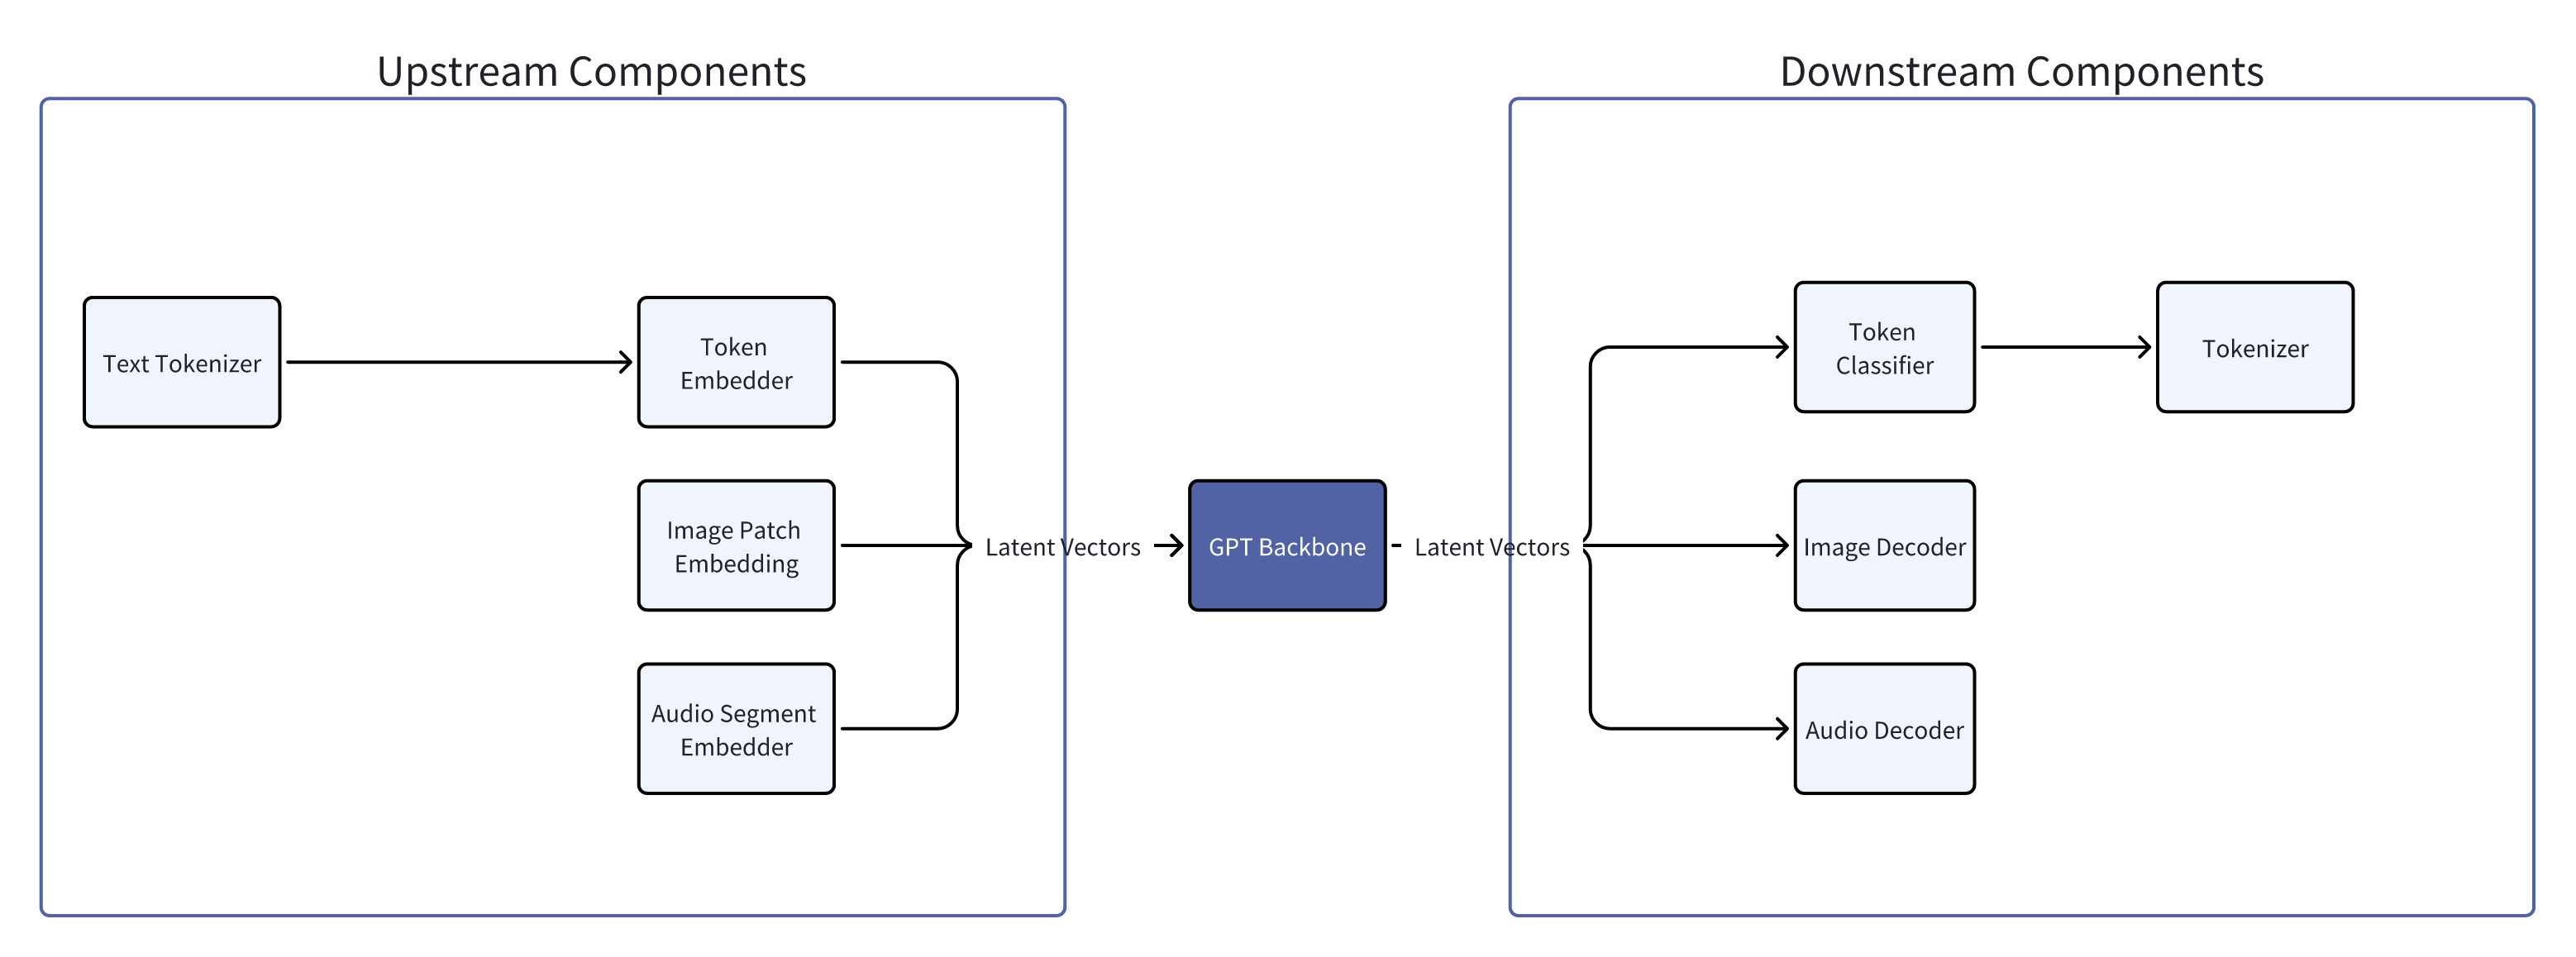 Upstream Components
Downstream Components
Text Tokenizer
Token
Embedder
Image Patch
Embedding
Audio Segment
Embedder
Latent Vectors
GPT Backbone
Latent Vectors
Token
Classifier
Tokenizer
Image Decoder
Audio Decoder